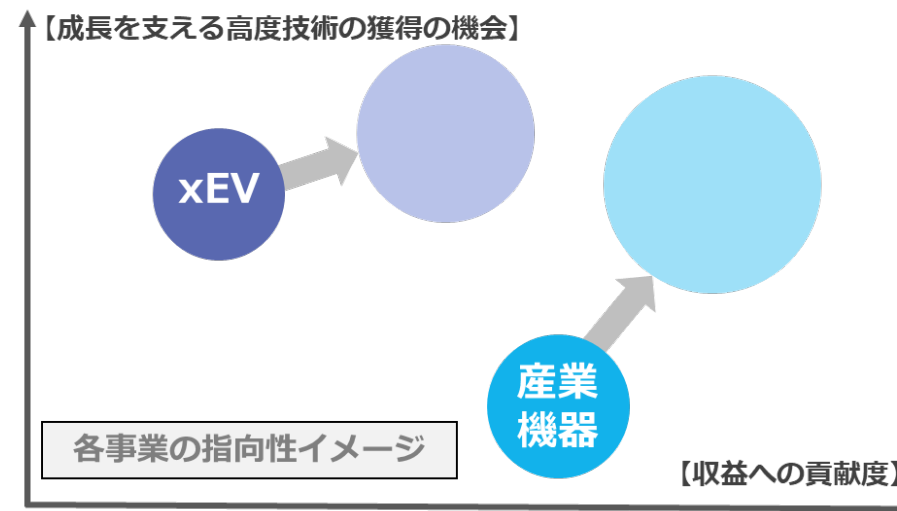 【成長を支える高度技術の獲得の機会】
xEV
産業
機器
各事業の指向性イメージ
【収益への貢献度】